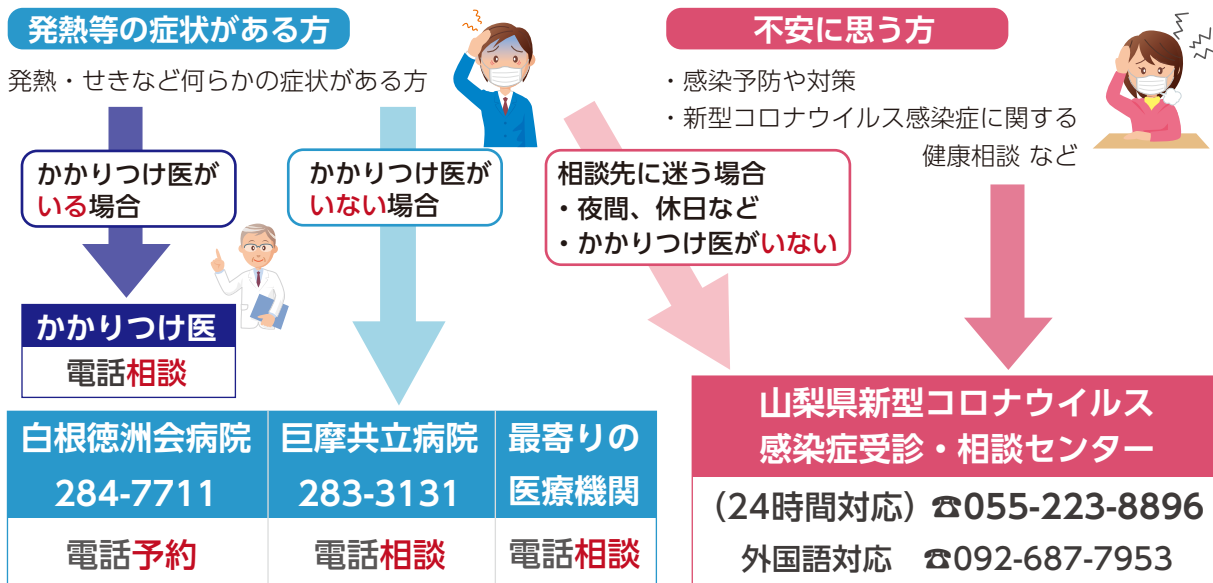 発熱等の症状がある方
発熱・せきなど何らかの症状がある方
かかりつけ医が
いる場合
かかりつけ医
電話相談
かかりつけ医が
いない場合
白根徳洲会病院
284-7711
電話予約
巨摩共立病院
283-3131
電話相談
最寄りの
医療機関
電話相談
相談先に迷う場合
・夜間、休日など
・かかりつけ医がいない
不安に思う方
・感染予防や対策
・新型コロナウイルス感染症に関する
健康相談 など
山梨県新型コロナウイルス
感染症受診・相談センター
(24時間対応) ☎055-223-8896
外国語対応 ☎092-687-7953